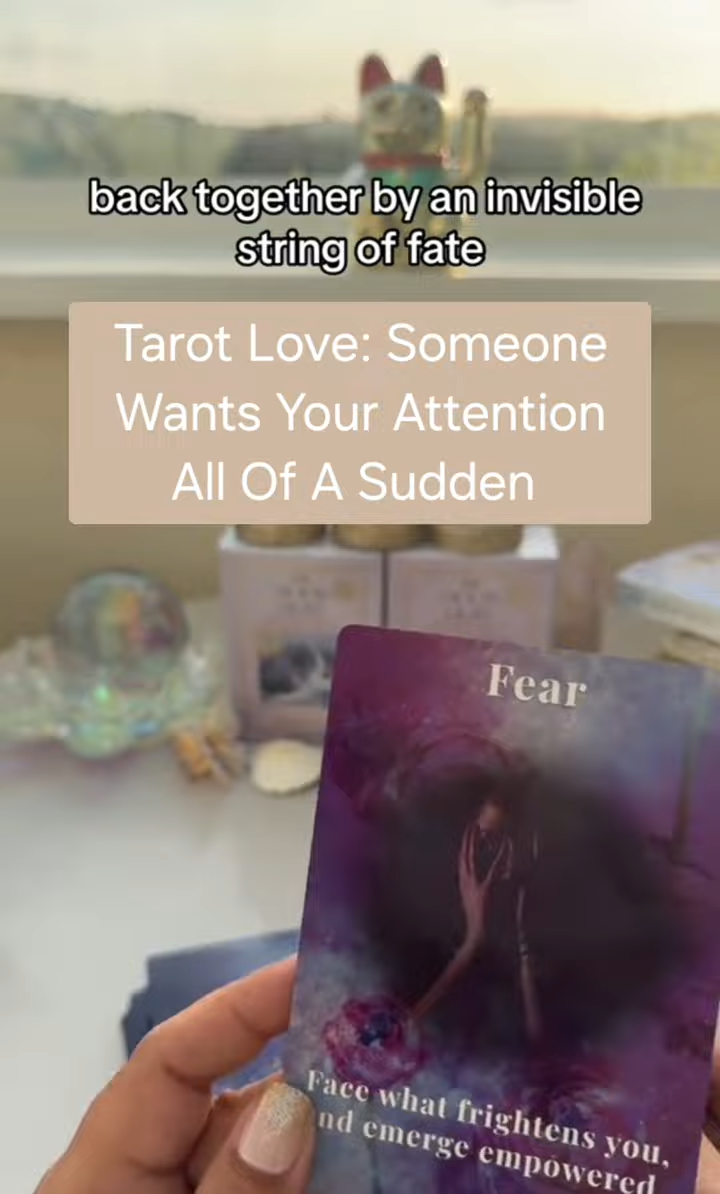 back together by an invisible
string of fate
Tarot Love: Someone
Wants Your Attention
All Of A Sudden
Fear
Face what frightens you,
nd emerge empowered